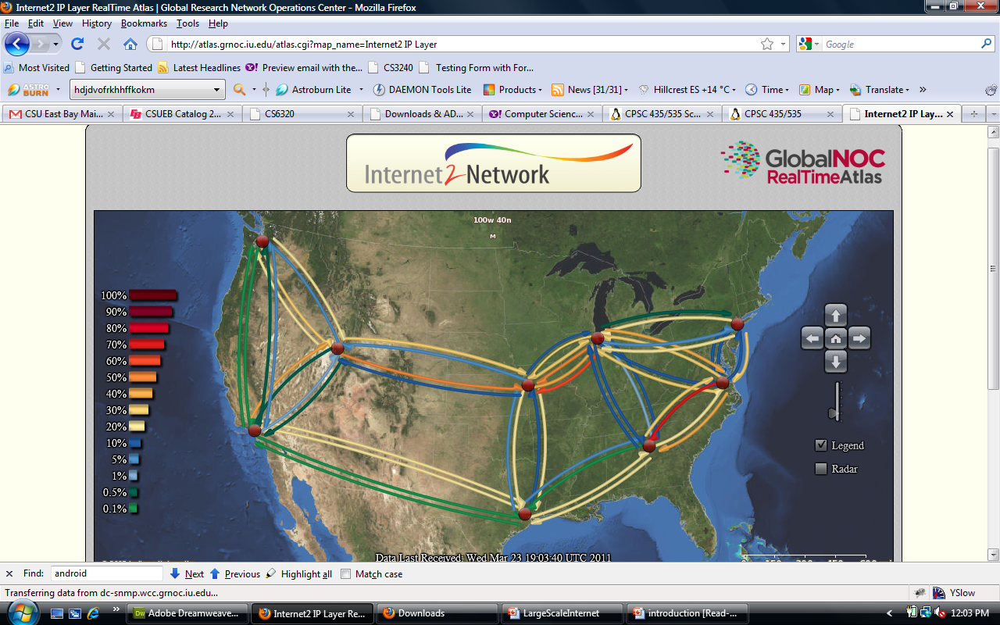 Internet2 IP Layer RealTime Atlas | Global Research Network Operations Center - Mozilla Firefox
File Edit View History Bookmarks Tools Help
http://atlas.grnoc.iu.edu/atlas.cgi?map_name=Internet2 IP Layer
Google
Most Visited Getting Started Latest Headlines Preview email with the... CS3240 Testing Form with For...
ASTRO BURN hdjdvofrkhhffkokm Astroburn Lite DAEMON Tools Lite Products News [31/31] Hillcrest ES +14 °C Time Map Translate »
CSU East Bay Mai... CSUEB Catalog 2... CS6320 Downloads & AD... Computer Scienc... CPSC 435/535 Sc... CPSC 435/535 Internet2 IP Lay...
Internet2 Network
GlobalNOC
RealTimeAtlas
100w 40n
M
100%
90%
80%
70%
60%
50%
40%
30%
20%
10%
5%
1%
0.5%
0.1%
Legend
Radar
Data Last Received: Wed Mar 23 19:03:40 UTC 2011
Find: android Next Previous Highlight all Match case
Transferring data from dc-snmp.wcc.grnoc.iu.edu...
YSlow
» Adobe Dreamweave... Internet2 IP Layer Re... Downloads LargeScaleInternet introduction [Read-... 12:03 PM